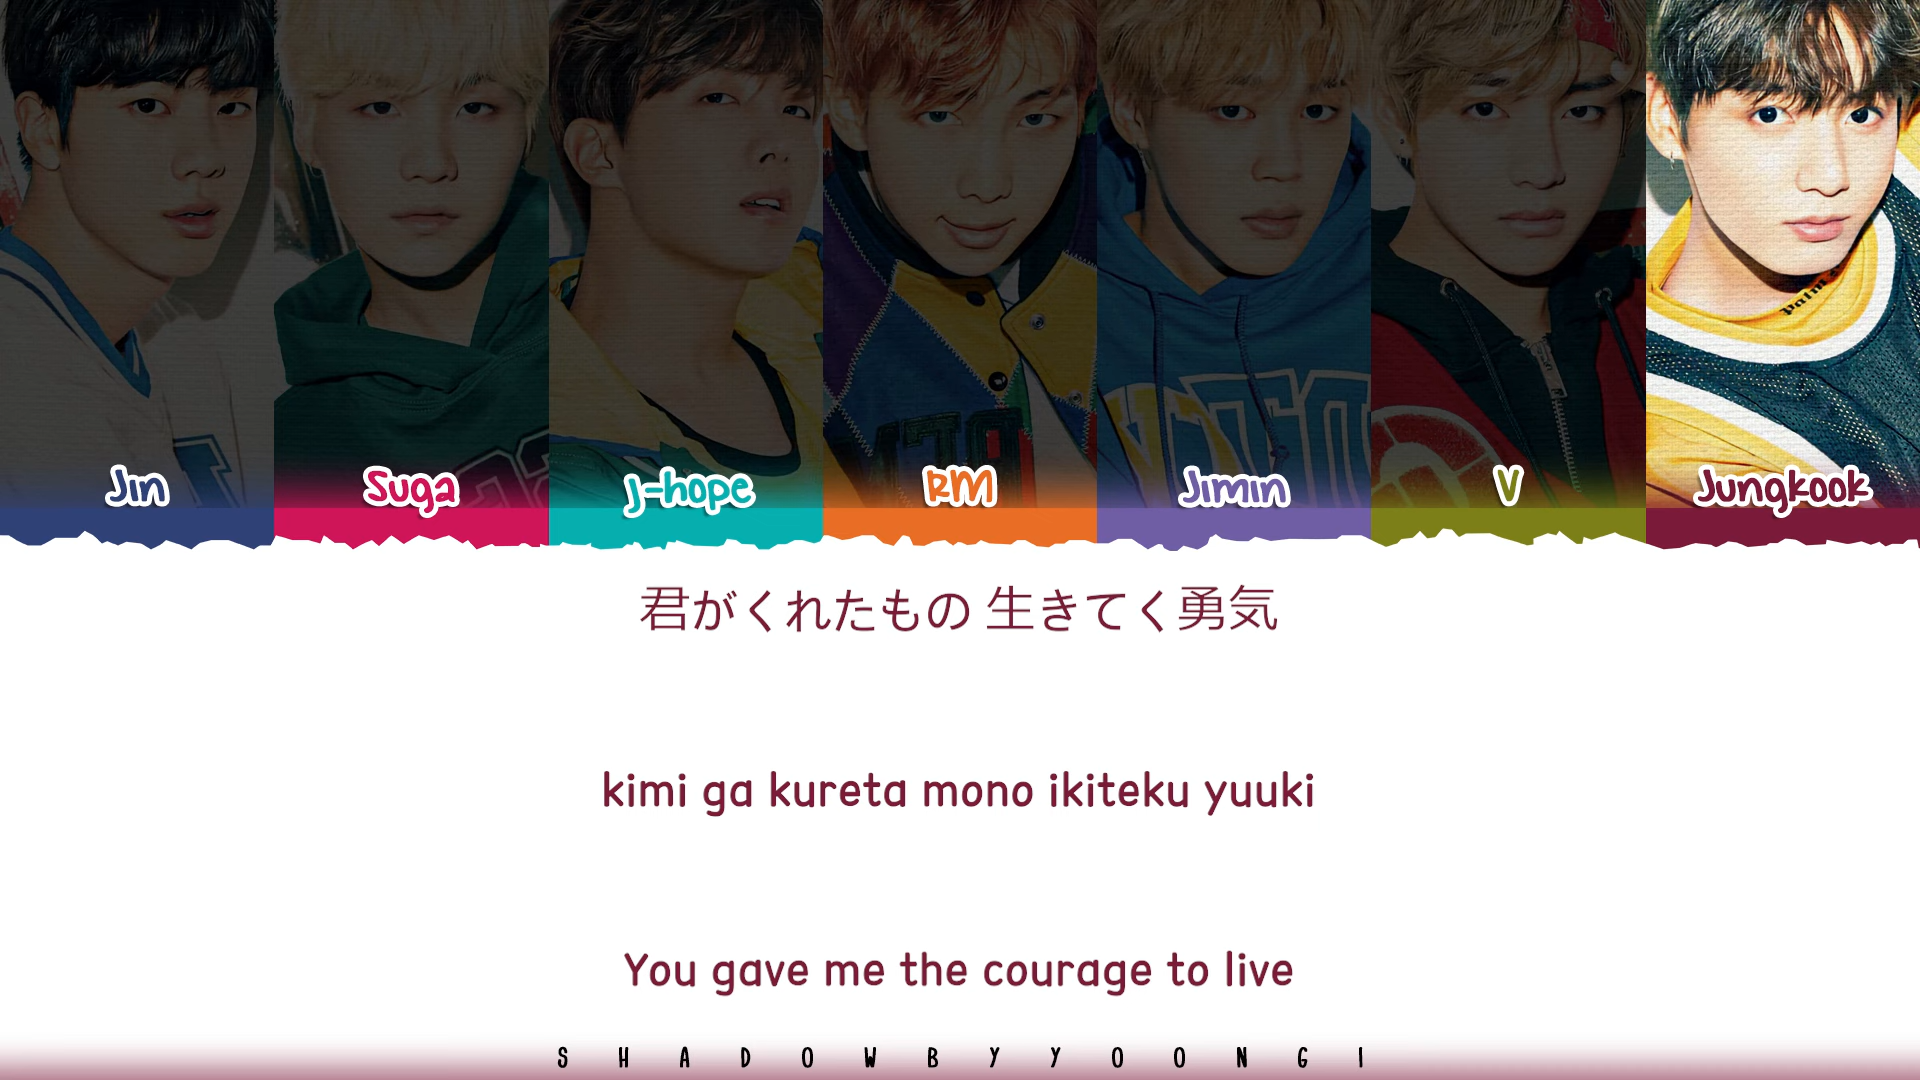 Jin Suga J-hope RM Jimin V Jungkook
君がくれたもの 生きてく勇気
kimi ga kureta mono ikiteku yuuki
You gave me the courage to live
SHADOWBYYOONGI